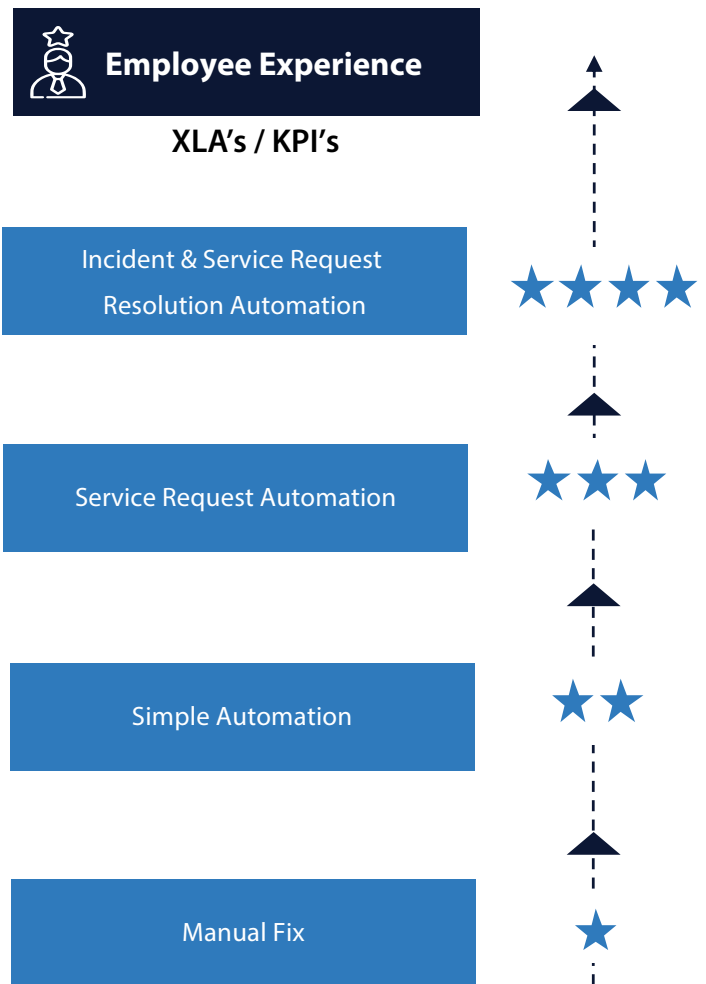 Employee Experience
XLA's / KPI's
Incident & Service Request
Resolution Automation
Service Request Automation
Simple Automation
Manual Fix